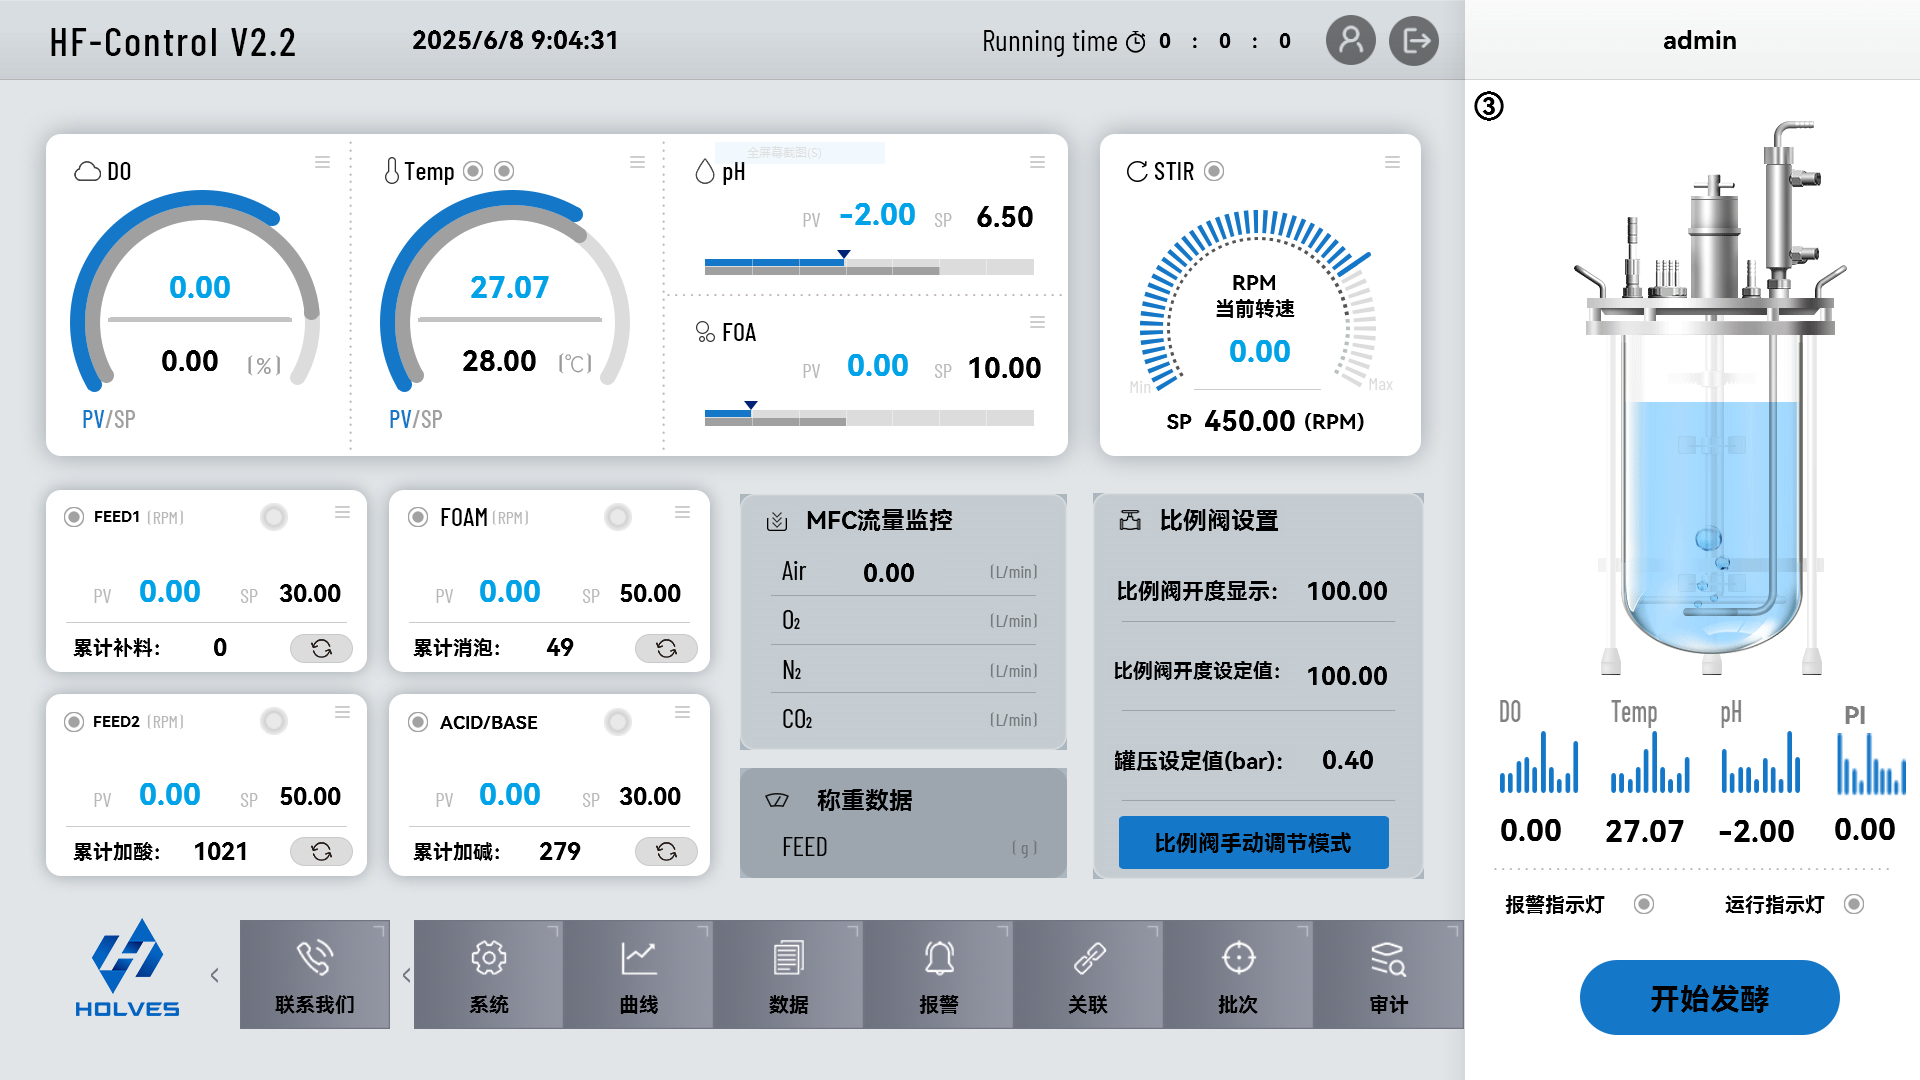 HF-Control V2.2
2025/6/8 9:04:31
Running time 0 : 0 : 0
admin
③
DO
0.00
0.00 (%)
PV/SP
Temp
27.07
28.00 (℃)
PV/SP
全屏幕截图(S)
pH
PV -2.00 SP 6.50
FOA
PV 0.00 SP 10.00
STIR
RPM
当前转速
0.00
Min Max
SP 450.00 (RPM)
FEED1 (RPM)
PV 0.00 SP 30.00
累计补料: 0
FOAM (RPM)
PV 0.00 SP 50.00
累计消泡: 49
FEED2 (RPM)
PV 0.00 SP 50.00
累计加酸: 1021
ACID/BASE
PV 0.00 SP 30.00
累计加碱: 279
MFC流量监控
Air 0.00 (L/min)
O₂ (L/min)
N₂ (L/min)
CO₂ (L/min)
称重数据
FEED (g)
比例阀设置
比例阀开度显示: 100.00
比例阀开度设定值: 100.00
罐压设定值(bar): 0.40
比例阀手动调节模式
DO Temp pH PI
0.00 27.07 -2.00 0.00
报警指示灯 运行指示灯
开始发酵
HOLVES
< 联系我们 < 系统 曲线 数据 报警 关联 批次 审计